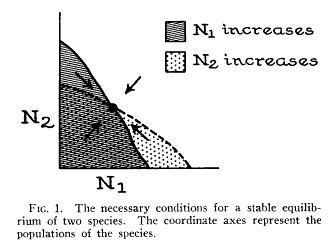 N1 increases
N2 increases
N2
N1
FIG. 1. The necessary conditions for a stable equilib-
rium of two species. The coordinate axes represent the
populations of the species.